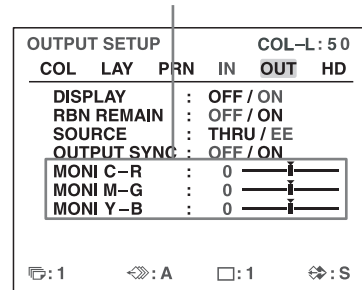 OUTPUT SETUP COL–L:50
COL LAY PRN IN OUT HD
DISPLAY : OFF / ON
RBN REMAIN : OFF / ON
SOURCE : THRU / EE
OUTPUT SYNC : OFF / ON
MONI C–R : 0
MONI M–G : 0
MONI Y–B : 0
:1 :A :1 :S